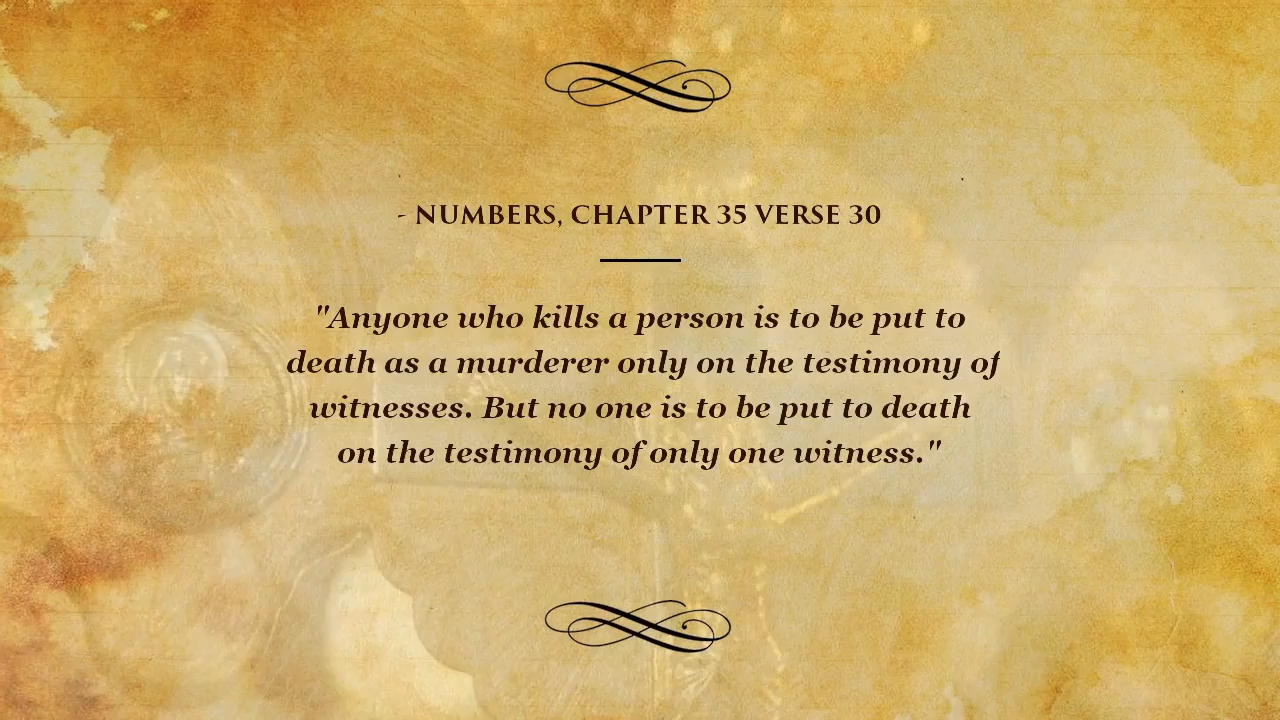 - NUMBERS, CHAPTER 35 VERSE 30
"Anyone who kills a person is to be put to
death as a murderer only on the testimony of
witnesses. But no one is to be put to death
on the testimony of only one witness."